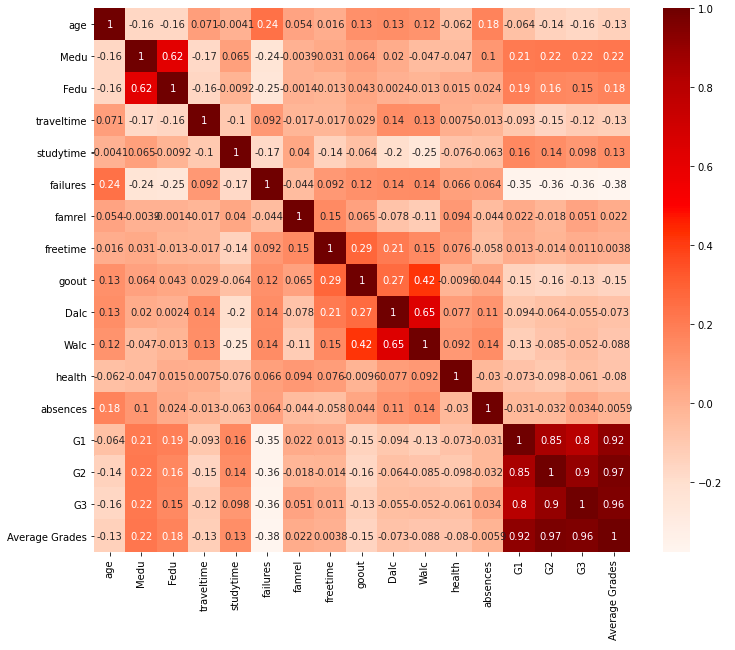 age 1 -0.16 -0.16 0.071 -0.0041 0.24 0.054 0.016 0.13 0.13 0.12 -0.062 0.18 -0.064 -0.14 -0.16 -0.13
Medu -0.16 1 0.62 -0.17 0.065 -0.24 -0.0039 0.031 0.064 0.02 -0.047 -0.047 0.1 0.21 0.22 0.22 0.22
Fedu -0.16 0.62 1 -0.16 -0.0092 -0.25 -0.0014 -0.013 0.043 0.0024 -0.013 0.015 0.024 0.19 0.16 0.15 0.18
traveltime 0.071 -0.17 -0.16 1 -0.1 0.092 -0.017 -0.017 0.029 0.14 0.13 0.0075 -0.013 -0.093 -0.15 -0.12 -0.13
studytime -0.0041 0.065 -0.0092 -0.1 1 -0.17 0.04 -0.14 -0.064 -0.2 -0.25 -0.076 -0.063 0.16 0.14 0.098 0.13
failures 0.24 -0.24 -0.25 0.092 -0.17 1 -0.044 0.092 0.12 0.14 0.14 0.066 0.064 -0.35 -0.36 -0.36 -0.38
famrel 0.054 -0.0039 -0.0014 -0.017 0.04 -0.044 1 0.15 0.065 -0.078 -0.11 0.094 -0.044 0.022 -0.018 0.051 0.022
freetime 0.016 0.031 -0.013 -0.017 -0.14 0.092 0.15 1 0.29 0.21 0.15 0.076 -0.058 0.013 -0.014 0.011 0.0038
goout 0.13 0.064 0.043 0.029 -0.064 0.12 0.065 0.29 1 0.27 0.42 -0.0096 0.044 -0.15 -0.16 -0.13 -0.15
Dalc 0.13 0.02 0.0024 0.14 -0.2 0.14 -0.078 0.21 0.27 1 0.65 0.077 0.11 -0.094 -0.064 -0.055 -0.073
Walc 0.12 -0.047 -0.013 0.13 -0.25 0.14 -0.11 0.15 0.42 0.65 1 0.092 0.14 -0.13 -0.085 -0.052 -0.088
health -0.062 -0.047 0.015 0.0075 -0.076 0.066 0.094 0.076 -0.0096 0.077 0.092 1 -0.03 -0.073 -0.098 -0.061 -0.08
absences 0.18 0.1 0.024 -0.013 -0.063 0.064 -0.044 -0.058 0.044 0.11 0.14 -0.03 1 -0.031 -0.032 0.034 -0.0059
G1 -0.064 0.21 0.19 -0.093 0.16 -0.35 0.022 0.013 -0.15 -0.094 -0.13 -0.073 -0.031 1 0.85 0.8 0.92
G2 -0.14 0.22 0.16 -0.15 0.14 -0.36 -0.018 -0.014 -0.16 -0.064 -0.085 -0.098 -0.032 0.85 1 0.9 0.97
G3 -0.16 0.22 0.15 -0.12 0.098 -0.36 0.051 0.011 -0.13 -0.055 -0.052 -0.061 0.034 0.8 0.9 1 0.96
Average Grades -0.13 0.22 0.18 -0.13 0.13 -0.38 0.022 0.0038 -0.15 -0.073 -0.088 -0.08 -0.0059 0.92 0.97 0.96 1
age Medu Fedu traveltime studytime failures famrel freetime goout Dalc Walc health absences G1 G2 G3 Average Grades
1.0
0.8
0.6
0.4
0.2
0.0
−0.2